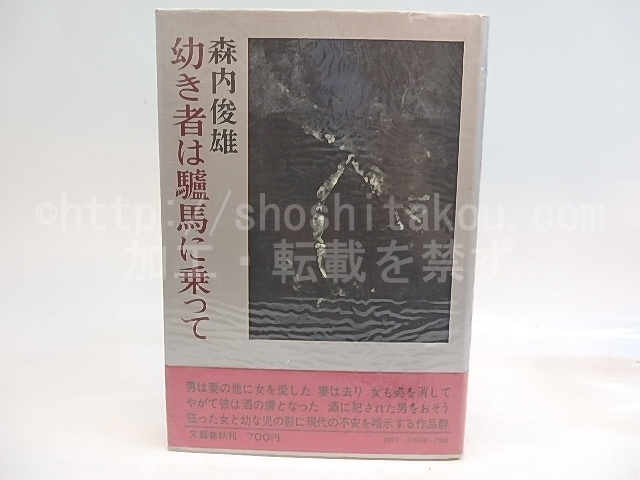 森内俊雄
幼き者は驢馬に乗って
©http://shoshitakou.com
加工・転載を禁ず
男は妻の他に女を愛した 妻は去り 女も姿を消して
やがて彼は酒の虜となった 酒に犯された男をおそう
狂った女と幼な児の影に現代の不安を暗示する作品群
文藝春秋刊 700円